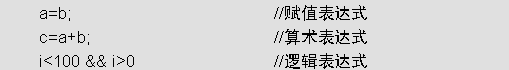 a=b; //赋值表达式
c=a+b; //算术表达式
i<100 && i>0 //逻辑表达式